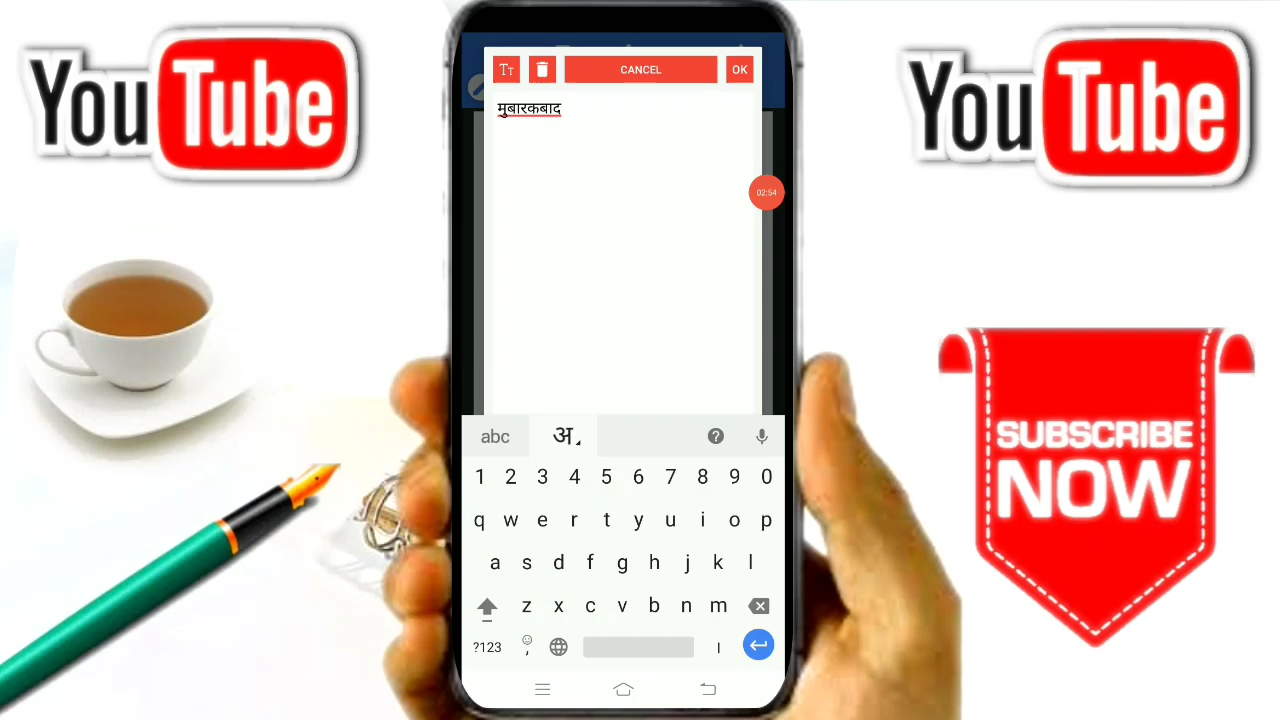 YouTube
YouTube
TT
CANCEL
OK
मुबारकबाद
02:54
abc
अ
1 2 3 4 5 6 7 8 9 0
q w e r t y u i o p
a s d f g h j k l
z x c v b n m
?123
,
।
SUBSCRIBE
NOW